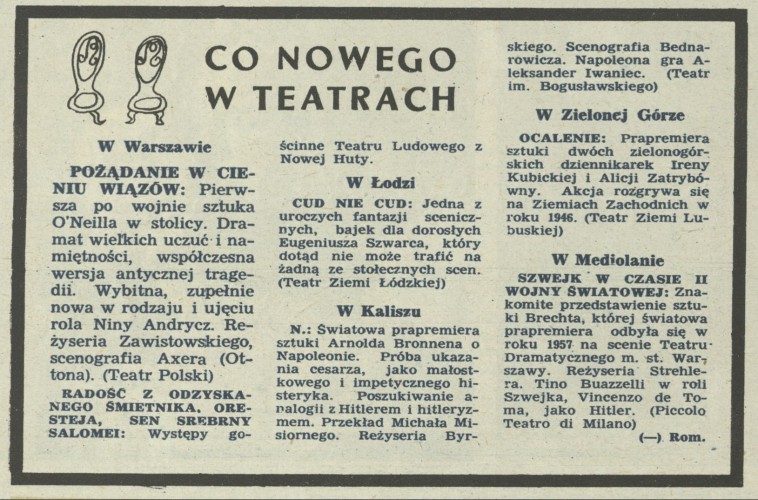 CO NOWEGO
W TEATRACH
W Warszawie
POŻĄDANIE W CIE-
NIU WIĄZÓW: Pierw-
sza po wojnie sztuka
O'Neilla w stolicy. Dra-
mat wielkich uczuć i na-
miętności, współczesna
wersja antycznej trage-
dii. Wybitna, zupełnie
nowa w rodzaju i ujęciu
rola Niny Andrycz. Re-
żyseria Zawistowskiego,
scenografia Axera (Ot-
tona). (Teatr Polski)
RADOŚĆ Z ODZYSKA-
NEGO ŚMIETNIKA, ORE-
STEJA, SEN SREBRNY
SALOMEI: Występy go-
ścinne Teatru Ludowego z
Nowej Huty.
W Łodzi
CUD NIE CUD: Jedna z
uroczych fantazji scenicz-
nych, bajek dla dorosłych
Eugeniusza Szwarca, który
dotąd nie może trafić na
żadną ze stołecznych scen.
(Teatr Ziemi Łódzkiej)
W Kaliszu
N.: Światowa prapremiera
sztuki Arnolda Bronnena o
Napoleonie. Próba ukaza-
nia cesarza, jako małost-
kowego i impetycznego hi-
steryka. Poszukiwanie a-
nalogii z Hitlerem i hitleryz-
mem. Przekład Michała Mi-
siornego. Reżyseria Byr-
skiego. Scenografia Bedna-
rowicza. Napoleona gra A-
leksander Iwaniec. (Teatr
im. Bogusławskiego)
W Zielonej Górze
OCALENIE: Prapremiera
sztuki dwóch zielonogór-
skich dziennikarek Ireny
Kubickiej i Alicji Zatrybó-
wny. Akcja rozgrywa się
na Ziemiach Zachodnich w
roku 1946. (Teatr Ziemi Lu-
buskiej)
W Mediolanie
SZWEJK W CZASIE II
WOJNY ŚWIATOWEJ: Zna-
komite przedstawienie sztu-
ki Brechta, której światowa
prapremiera odbyła się w
roku 1957 na scenie Teatru
Dramatycznego m. st. War-
szawy. Reżyseria Strehle-
ra. Tino Buazzelli w roli
Szwejka, Vincenzo de To-
ma, jako Hitler. (Piccolo
Teatro di Milano)
(—) Rom.